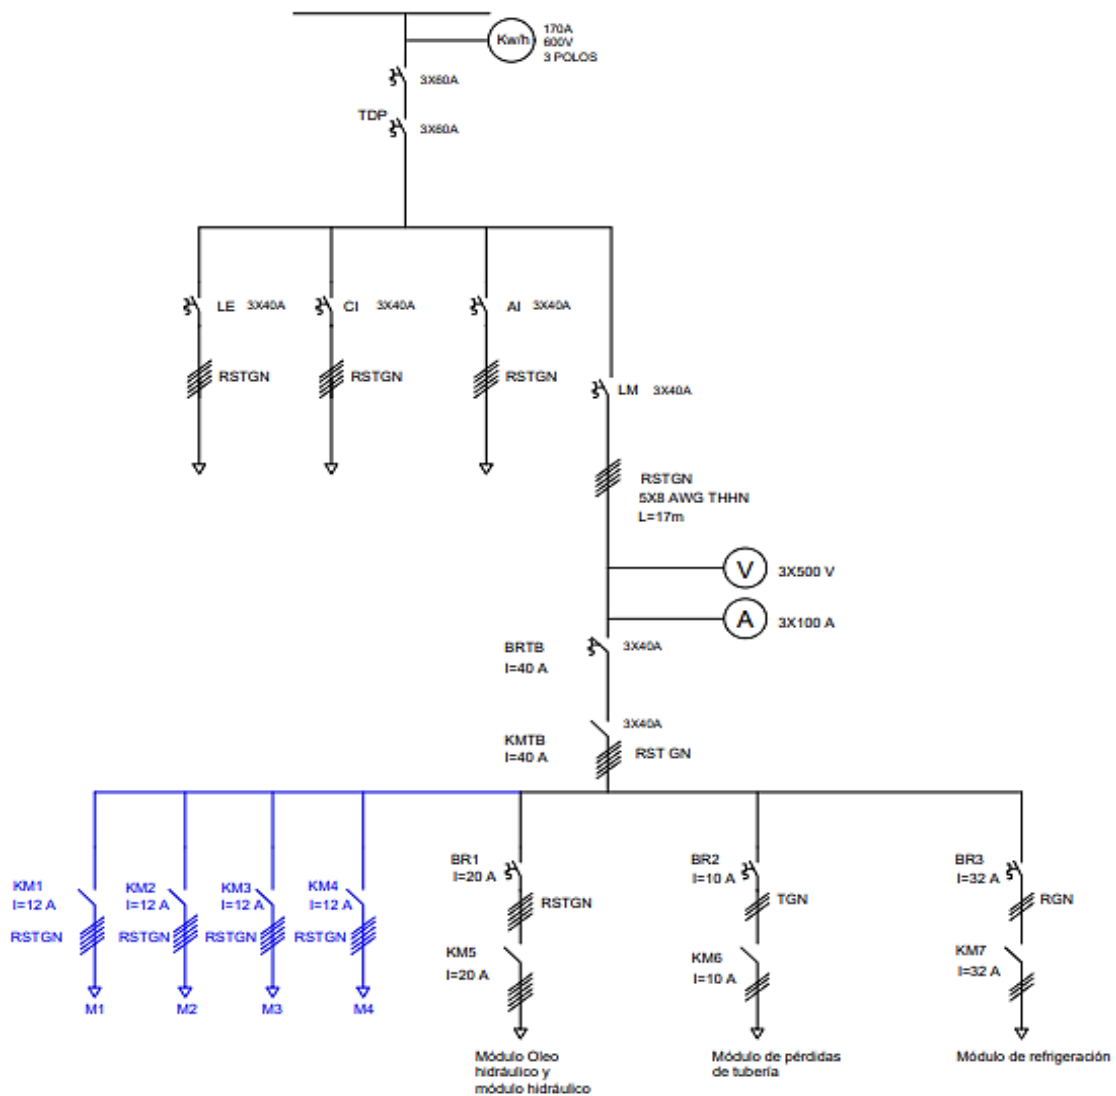 Kw/h
170A
600V
3 POLOS
3X60A
TDP
3X60A
LE 3X40A
CI 3X40A
AI 3X40A
RSTGN
RSTGN
RSTGN
LM 3X40A
RSTGN
5X8 AWG THHN
L=17m
V
3X500 V
A
3X100 A
BRTB
I=40 A
3X40A
3X40A
KMTB
I=40 A
RST GN
KM1
I=12 A
RSTGN
M1
KM2
I=12 A
RSTGN
M2
KM3
I=12 A
RSTGN
M3
KM4
I=12 A
RSTGN
M4
BR1
I=20 A
RSTGN
KM5
I=20 A
Módulo Oleo
hidráulico y
módulo hidráulico
BR2
I=10 A
TGN
KM6
I=10 A
Módulo de pérdidas
de tubería
BR3
I=32 A
RGN
KM7
I=32 A
Módulo de refrigeración